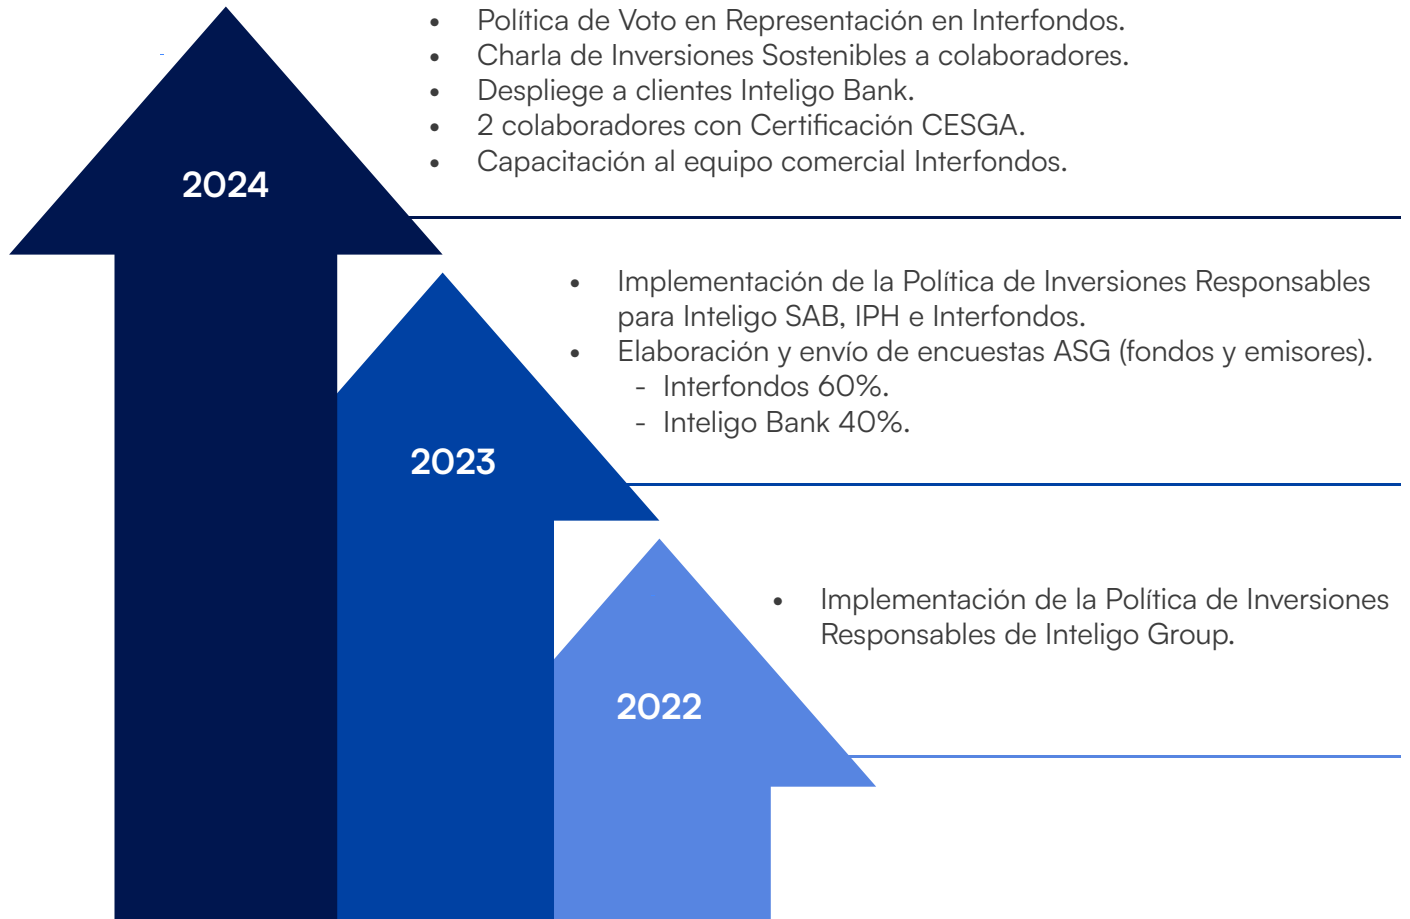 • Política de Voto en Representación en Interfondos.
• Charla de Inversiones Sostenibles a colaboradores.
• Despliege a clientes Inteligo Bank.
• 2 colaboradores con Certificación CESGA.
• Capacitación al equipo comercial Interfondos.
2024
• Implementación de la Política de Inversiones Responsables
para Inteligo SAB, IPH e Interfondos.
• Elaboración y envío de encuestas ASG (fondos y emisores).
- Interfondos 60%.
- Inteligo Bank 40%.
2023
• Implementación de la Política de Inversiones
Responsables de Inteligo Group.
2022